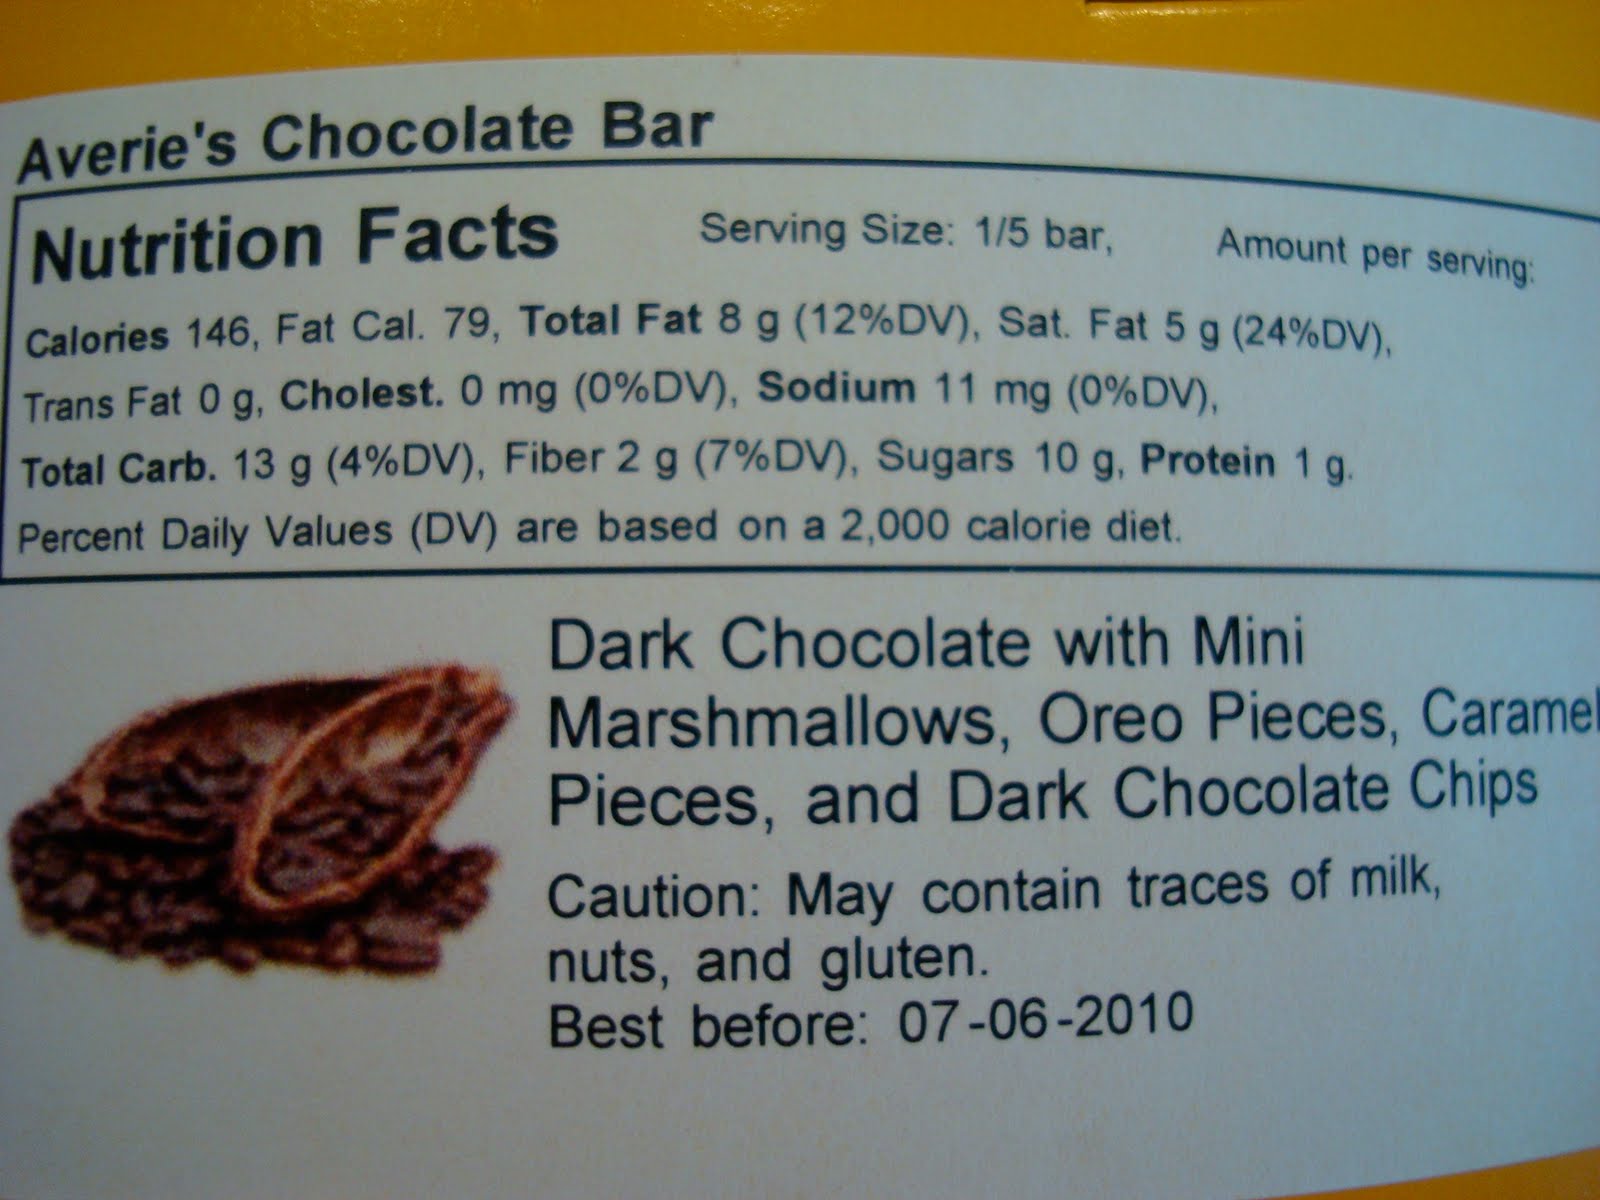 Averie's Chocolate Bar
Nutrition Facts Serving Size: 1/5 bar, Amount per serving:
Calories 146, Fat Cal. 79, Total Fat 8 g (12%DV), Sat. Fat 5 g (24%DV),
Trans Fat 0 g, Cholest. 0 mg (0%DV), Sodium 11 mg (0%DV),
Total Carb. 13 g (4%DV), Fiber 2 g (7%DV), Sugars 10 g, Protein 1 g.
Percent Daily Values (DV) are based on a 2,000 calorie diet.
Dark Chocolate with Mini
Marshmallows, Oreo Pieces, Caramel
Pieces, and Dark Chocolate Chips
Caution: May contain traces of milk,
nuts, and gluten.
Best before: 07-06-2010